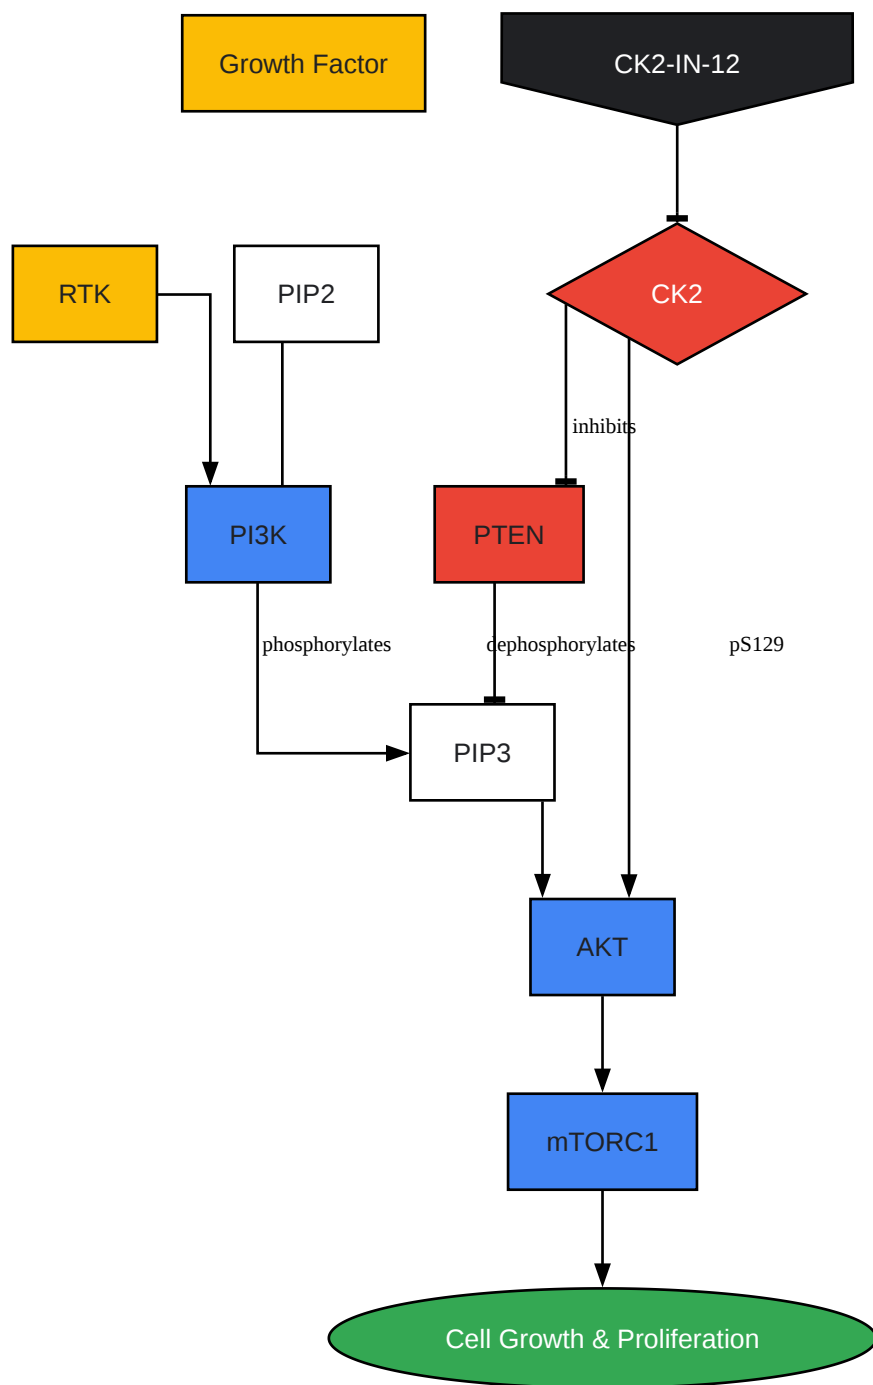 Growth Factor
CK2-IN-12
RTK
PIP2
CK2
inhibits
PI3K
PTEN
phosphorylates
dephosphorylates
pS129
PIP3
AKT
mTORC1
Cell Growth & Proliferation